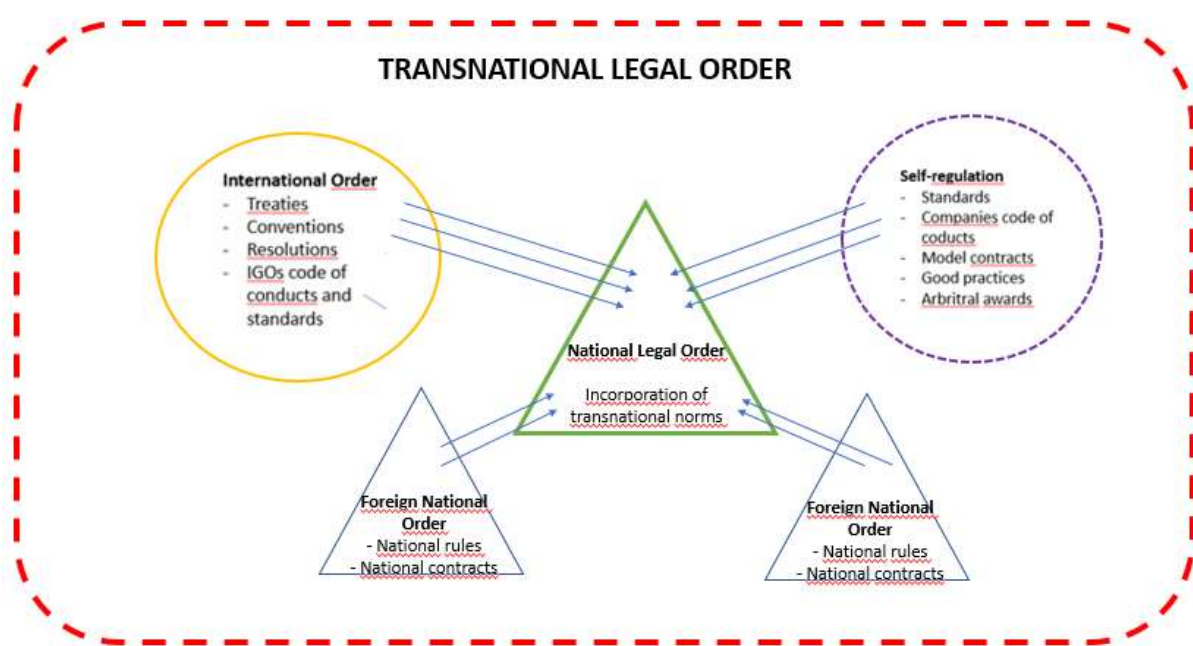 TRANSNATIONAL LEGAL ORDER
International Order
- Treaties
- Conventions
- Resolutions
- IGOs code of
conducts and
standards
Self-regulation
- Standards
- Companies code of
coducts
- Model contracts
- Good practices
- Arbritral awards
National Legal Order
Incorporation of
transnational norms
Foreign National
Order
- National rules
- National contracts
Foreign National
Order
- National rules
- National contracts